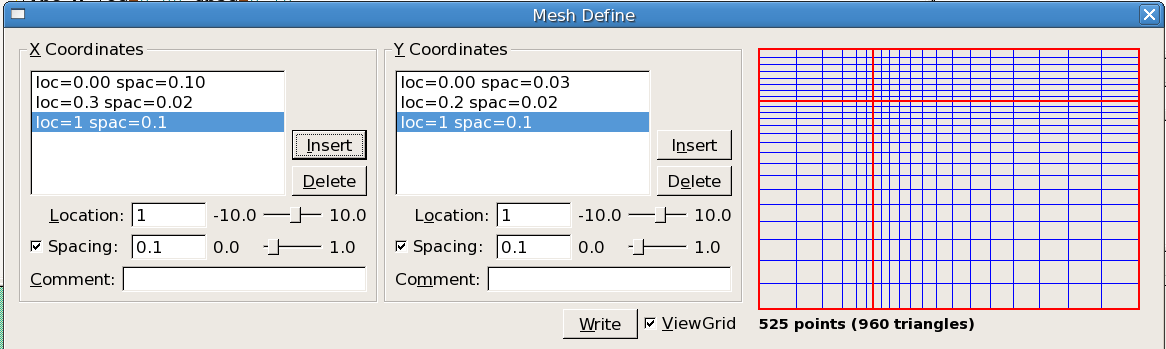 Mesh Define
X Coordinates
loc=0.00 spac=0.10
loc=0.3 spac=0.02
loc=1 spac=0.1
Insert
Delete
Location: 1 -10.0 10.0
Spacing: 0.1 0.0 1.0
Comment:
Y Coordinates
loc=0.00 spac=0.03
loc=0.2 spac=0.02
loc=1 spac=0.1
Insert
Delete
Location: 1 -10.0 10.0
Spacing: 0.1 0.0 1.0
Comment:
Write ViewGrid
525 points (960 triangles)